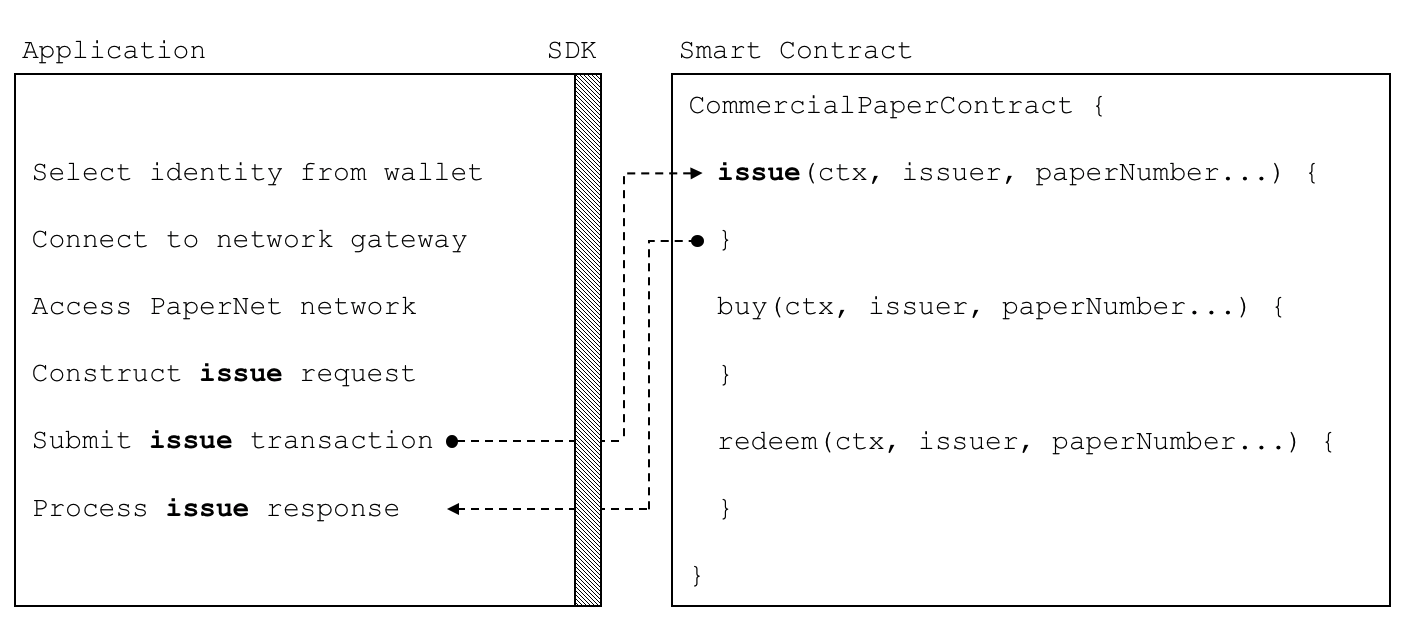 Application SDK
Select identity from wallet
Connect to network gateway
Access PaperNet network
Construct issue request
Submit issue transaction
Process issue response
Smart Contract
CommercialPaperContract {
issue(ctx, issuer, paperNumber...) {
}
buy(ctx, issuer, paperNumber...) {
}
redeem(ctx, issuer, paperNumber...) {
}
}